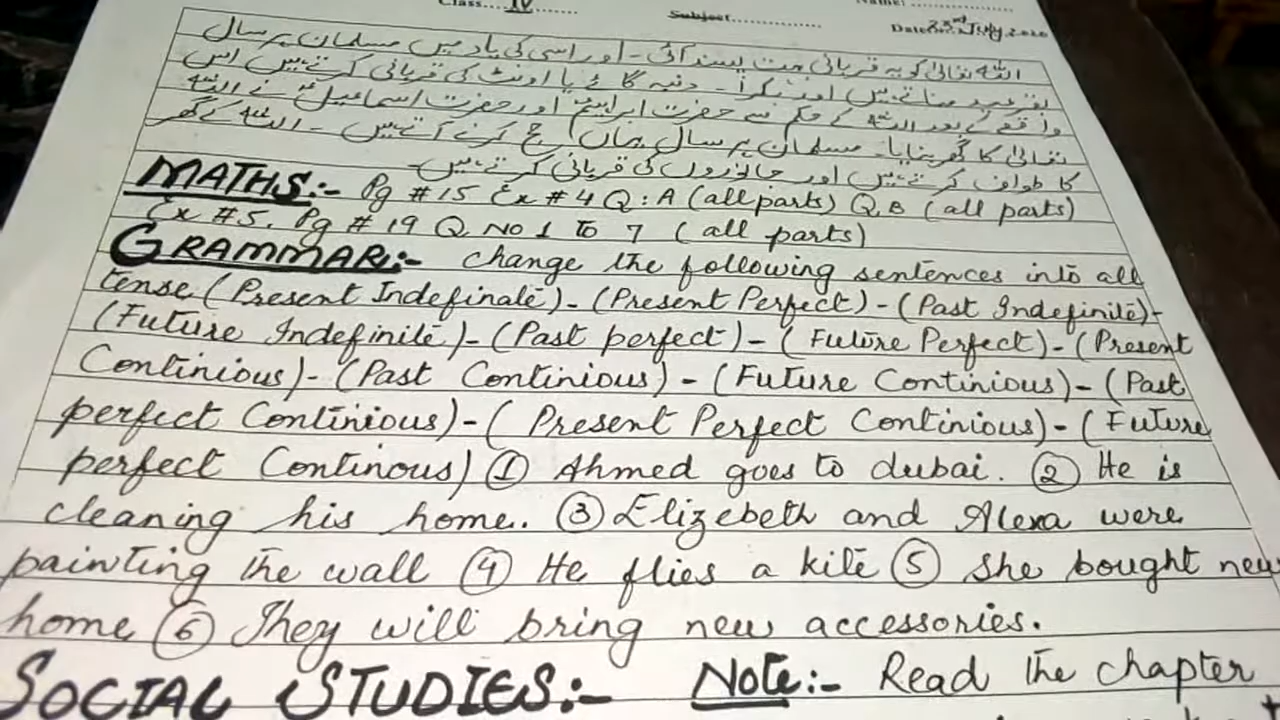 Class....IV........
Subject..............
Name:..............
Date: 23rd July, 2020
اللہ تعالیٰ کو یہ قربانی بہت پسند آئی۔ اور اسی کی یاد میں مسلمان ہر سال
بقر عید مناتے ہیں اور بکرا۔ دنبہ گائے یا اونٹ کی قربانی کرتے ہیں اس
واقعے کے بعد اللہ کے حکم سے حضرت ابراہیمؑ اور حضرت اسماعیلؑ نے اللہ
تعالیٰ کا گھر بنایا۔ مسلمان ہر سال یہاں حج کرنے آتے ہیں۔ اللہ کے گھر
کا طواف کرتے ہیں اور جانوروں کی قربانی کرتے ہیں۔
MATHS:- Pg # 15 Ex # 4 Q: A (all parts) Q, B (all parts)
Ex #5. Pg # 19 Q No 1 To 7 (all parts)
GRAMMAR:- change the following sentences into all
tense (Present Indefinate)- (Present Perfect)-(Past Indefinite)-
(Future Indefinite)-(Past perfect)-(Future Perfect)-(Present
Continious)-(Past Continious)-(Future Continious)-(Past
perfect Continious)-(Present Perfect Continious)-(Future
perfect Continous) ① Ahmed goes to dubai. ② He is
cleaning his home. ③ Elizebeth and Alexa were
painting the wall ④ He flies a kite ⑤ She bought new
home ⑥ They will bring new accessories.
SOCIAL STUDIES:- Note:- Read the chapter